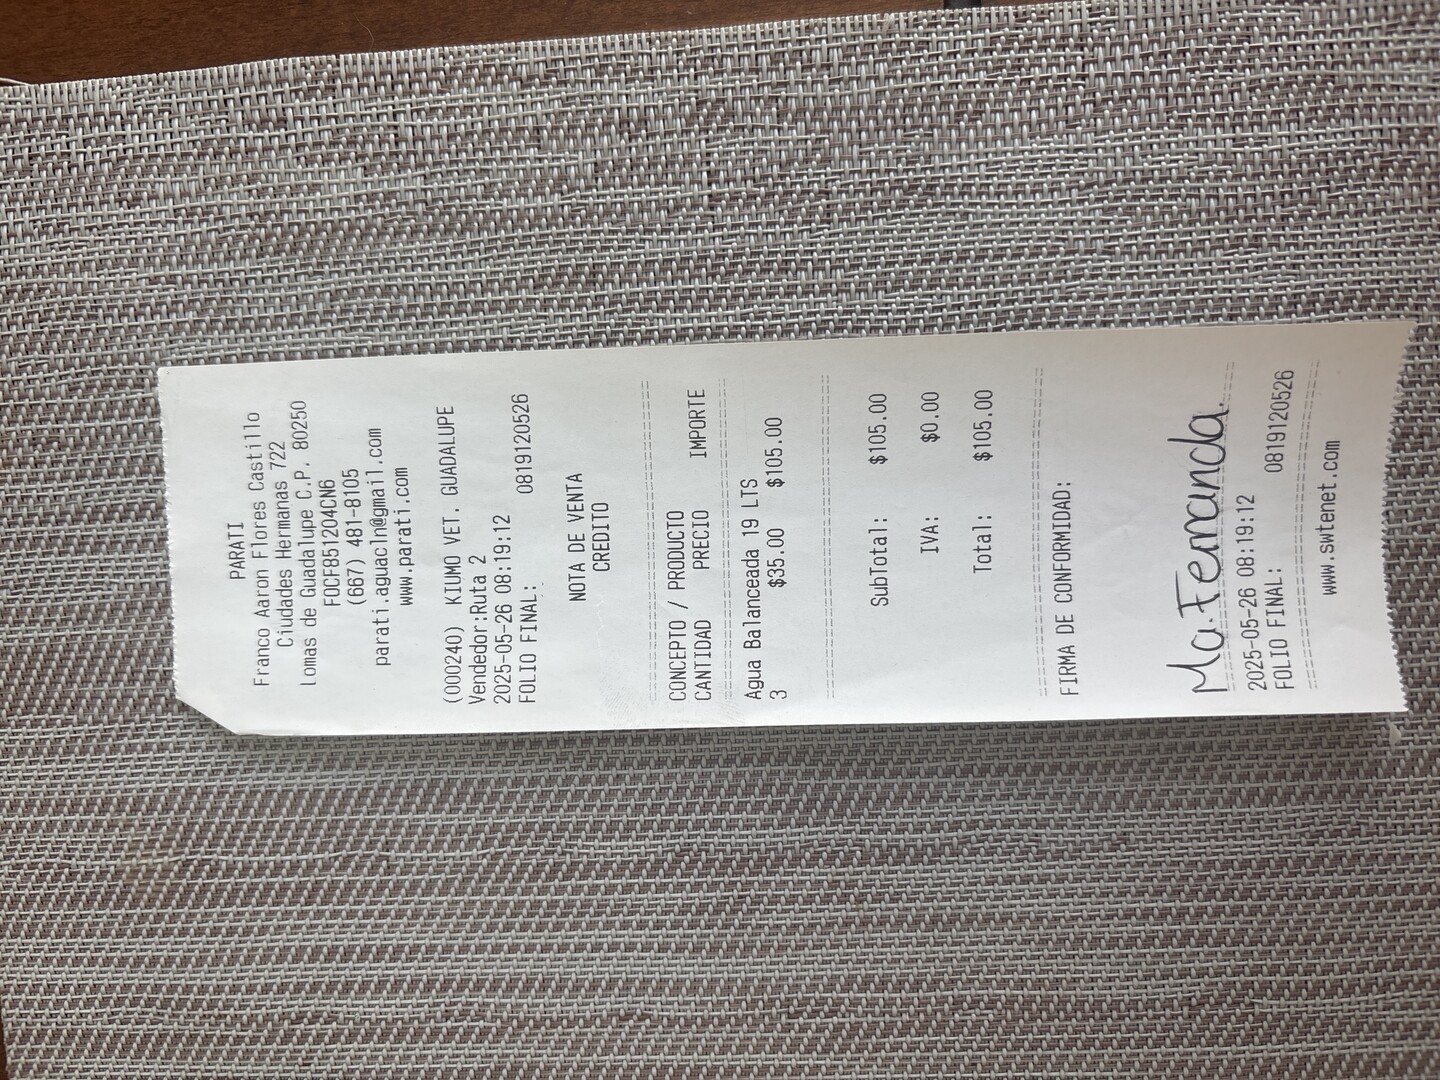 PARATI
Franco Aaron Flores Castillo
Ciudades Hermanas 722
Lomas de Guadalupe C.P. 80250
FOCF851204CN6
(667) 481-8105
parati.aguacln@gmail.com
www.parati.com
(000240) KIUMO VET. GUADALUPE
Vendedor:Ruta 2
2025-05-26 08:19:12
FOLIO FINAL: 0819120526
NOTA DE VENTA
CREDITO
CONCEPTO / PRODUCTO
CANTIDAD PRECIO IMPORTE
Agua Balanceada 19 LTS
3 $35.00 $105.00
SubTotal: $105.00
IVA: $0.00
Total: $105.00
FIRMA DE CONFORMIDAD:
Ma. Fernanda.
2025-05-26 08:19:12
FOLIO FINAL: 0819120526
www.swtenet.com